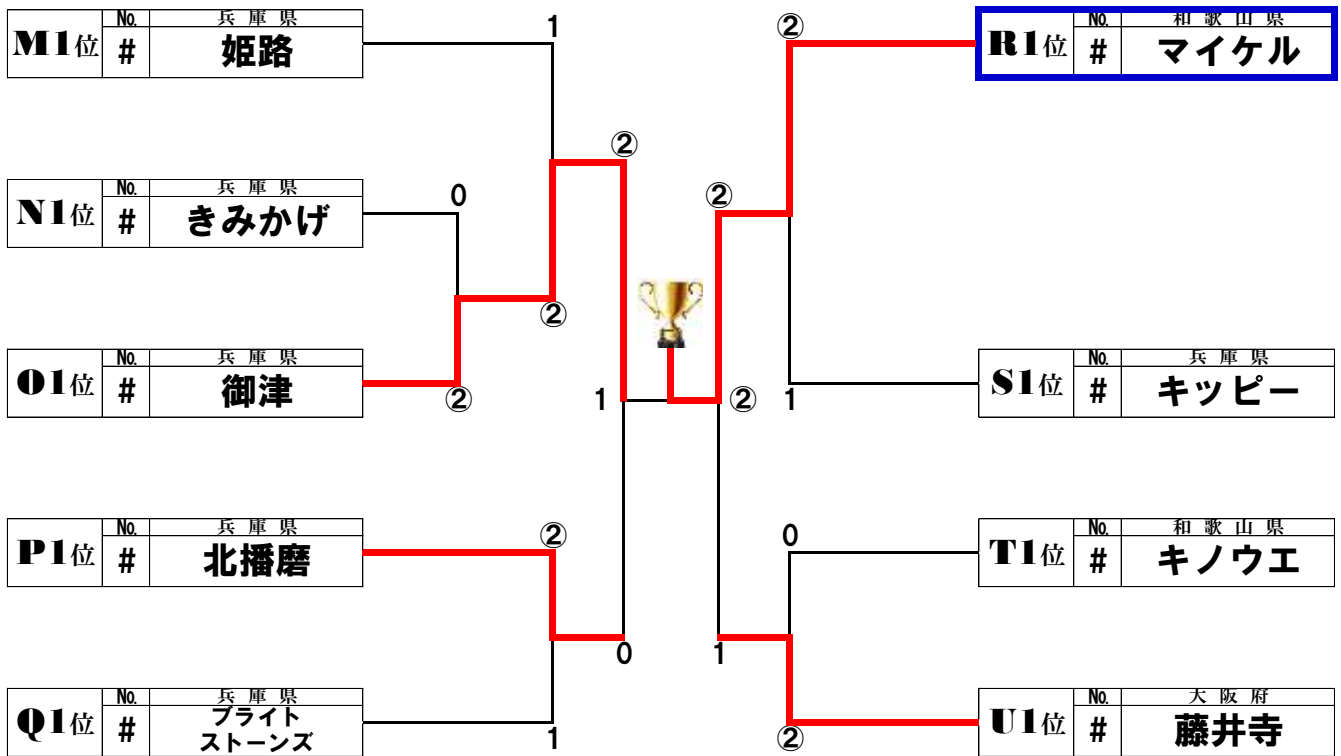 No. 兵庫県
M1位 # 姫路
1
No. 兵庫県
N1位 # きみかげ
0
②
②
No. 兵庫県
O1位 # 御津
②
1
No. 兵庫県
P1位 # 北播磨
②
0
No. 兵庫県
Q1位 # ブライト
ストーンズ
1
②
No. 和歌山県
R1位 # マイケル
②
②
No. 兵庫県
S1位 # キッピー
1
No. 和歌山県
T1位 # キノウエ
0
1
No. 大阪府
U1位 # 藤井寺
②